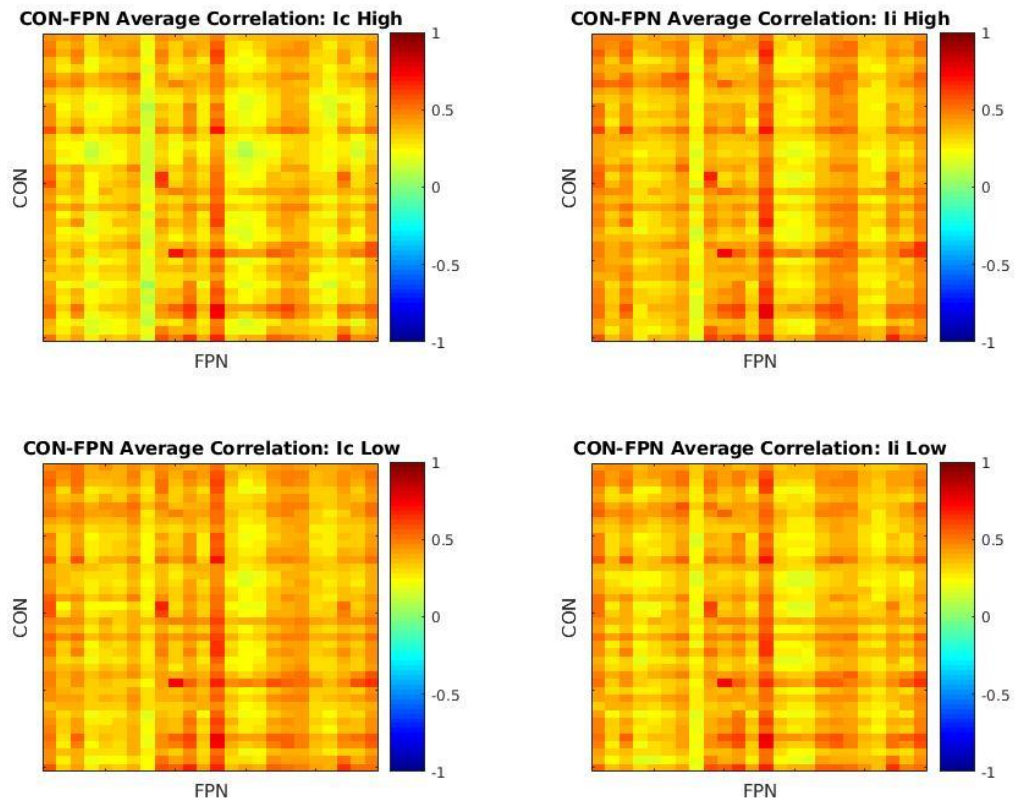 CON-FPN Average Correlation: Ic High
1
0.5
0
-0.5
-1
CON
FPN
CON-FPN Average Correlation: Ii High
1
0.5
0
-0.5
-1
CON
FPN
CON-FPN Average Correlation: Ic Low
1
0.5
0
-0.5
-1
CON
FPN
CON-FPN Average Correlation: Ii Low
1
0.5
0
-0.5
-1
CON
FPN